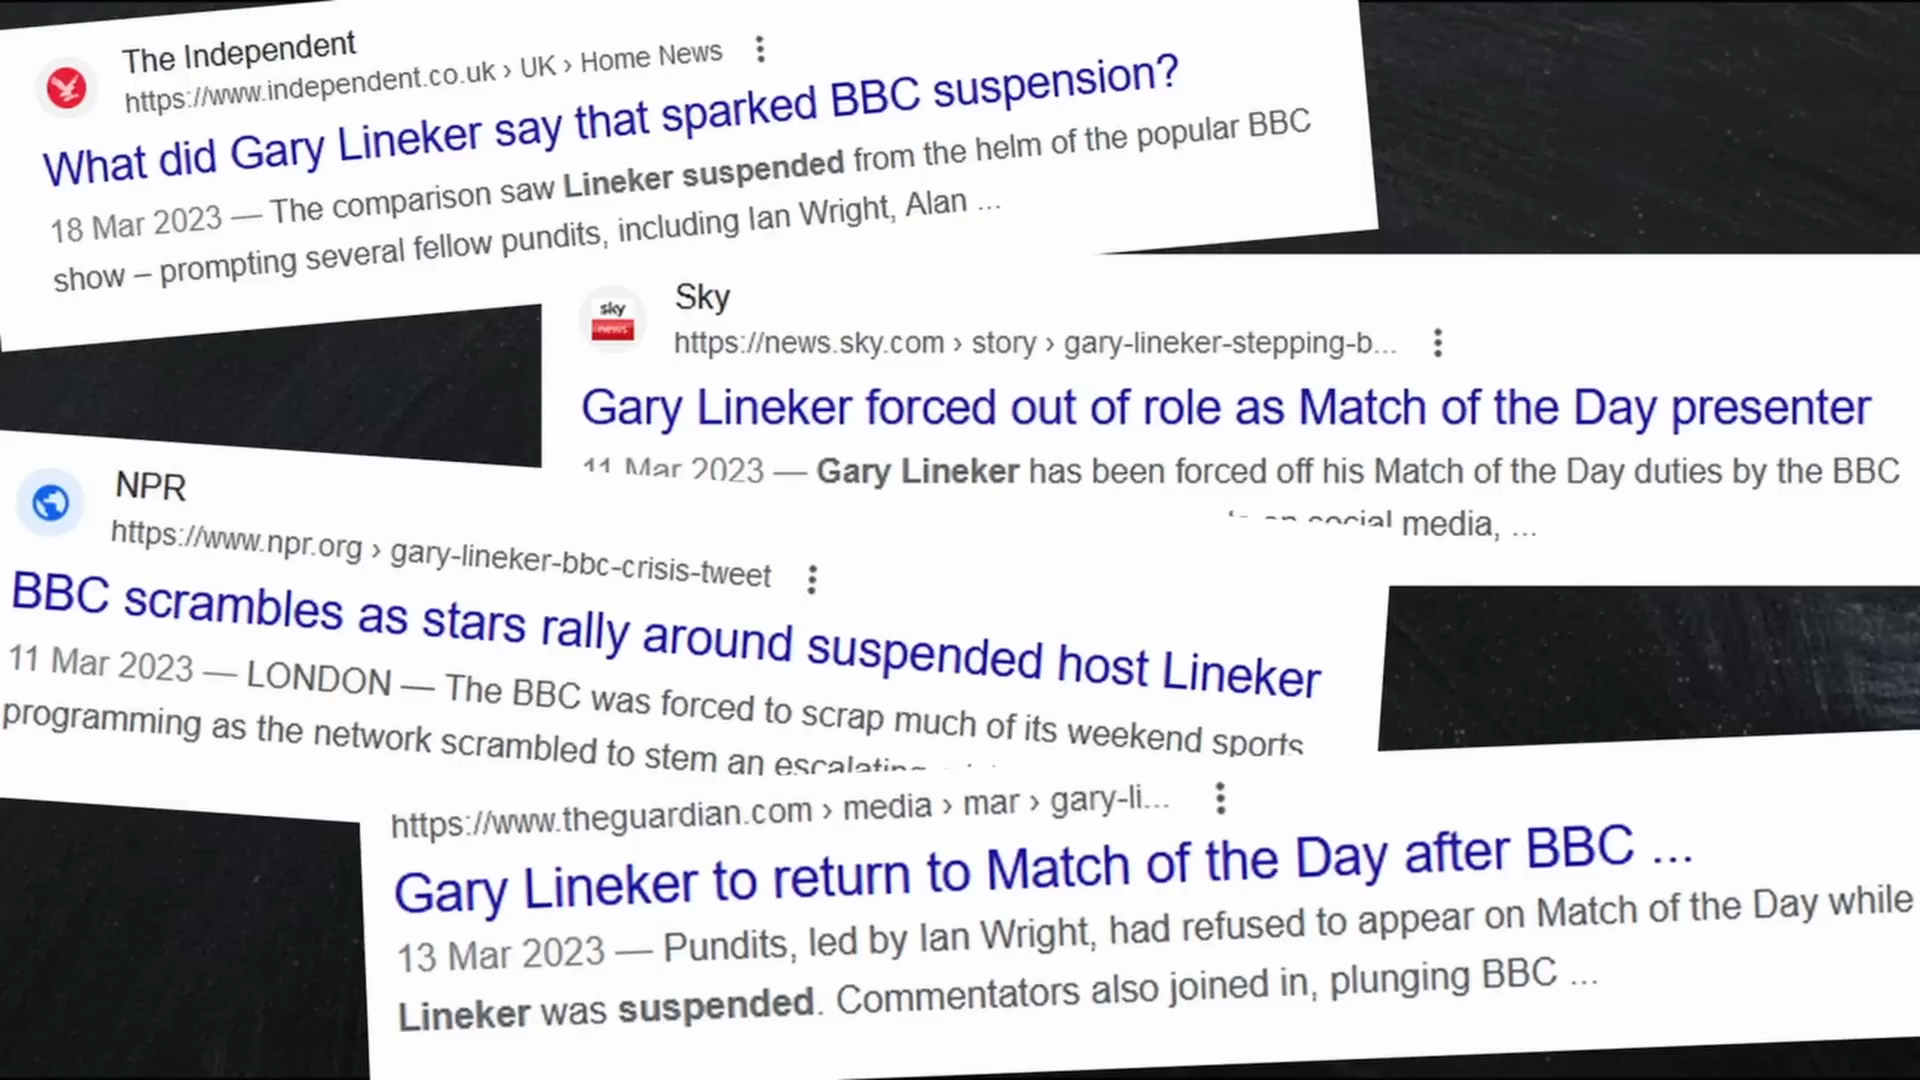 The Independent
https://www.independent.co.uk › UK › Home News
What did Gary Lineker say that sparked BBC suspension?
18 Mar 2023 — The comparison saw Lineker suspended from the helm of the popular BBC
show – prompting several fellow pundits, including Ian Wright, Alan ...
sky
news
Sky
https://news.sky.com › story › gary-lineker-stepping-b...
Gary Lineker forced out of role as Match of the Day presenter
11 Mar 2023 — Gary Lineker has been forced off his Match of the Day duties by the BBC
on social media, ...
NPR
https://www.npr.org › gary-lineker-bbc-crisis-tweet
BBC scrambles as stars rally around suspended host Lineker
11 Mar 2023 — LONDON — The BBC was forced to scrap much of its weekend sports
programming as the network scrambled to stem an escalating
https://www.theguardian.com › media › mar › gary-li...
Gary Lineker to return to Match of the Day after BBC ...
13 Mar 2023 — Pundits, led by Ian Wright, had refused to appear on Match of the Day while
Lineker was suspended. Commentators also joined in, plunging BBC ...